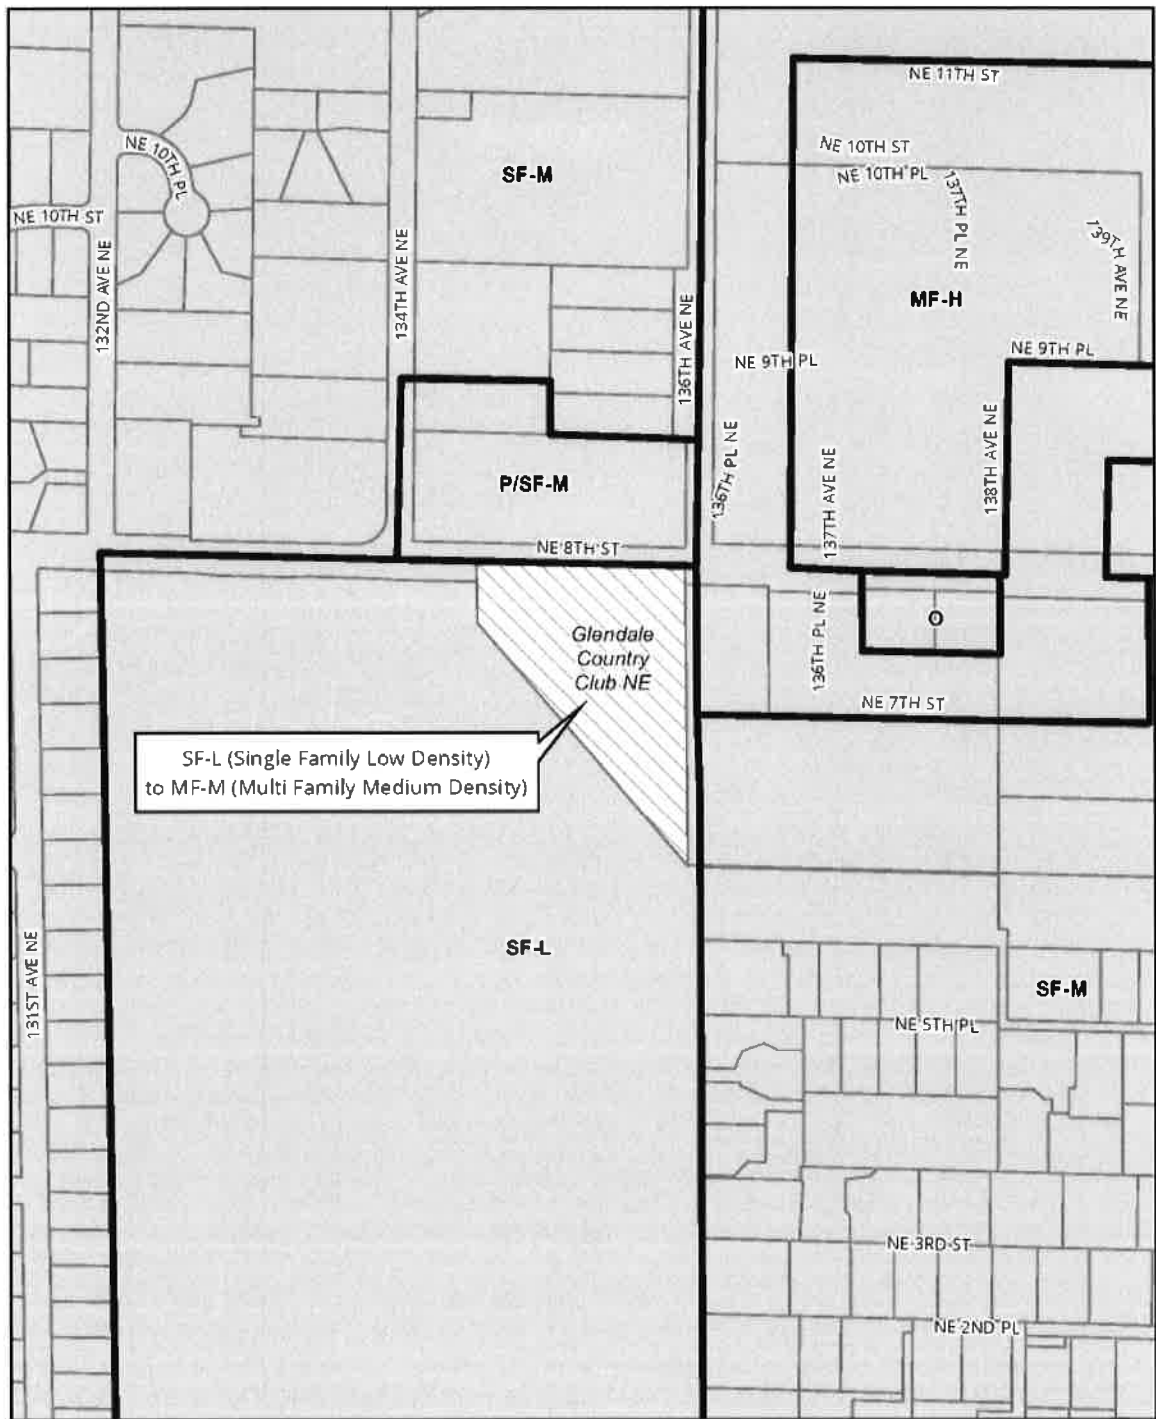 NE 11TH ST
NE 10TH ST
NE 10TH PL
NE 10TH PL
137TH PL NE
SF-M
NE 10TH ST
139TH AVE NE
132ND AVE NE
134TH AVE NE
136TH AVE NE
MF-H
NE 9TH PL
NE 9TH PL
136TH PL NE
137TH AVE NE
138TH AVE NE
P/SF-M
NE 8TH ST
Glendale
Country
Club NE
136TH PL NE
O
NE 7TH ST
SF-L (Single Family Low Density)
to MF-M (Multi Family Medium Density)
131ST AVE NE
SF-L
SF-M
NE 5TH PL
NE 3RD ST
NE 2ND PL